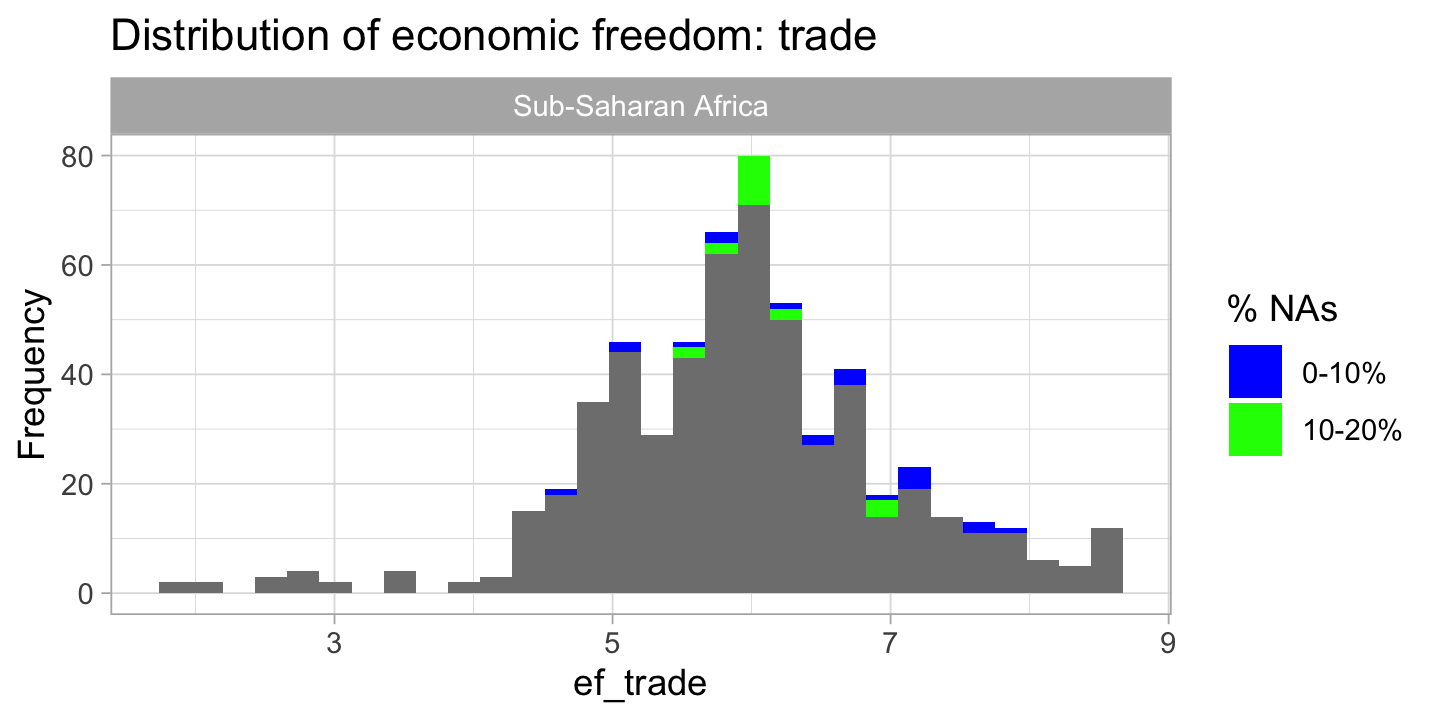 Distribution of economic freedom: trade
Sub-Saharan Africa
80
60
40
20
0
Frequency
3
5
7
9
ef_trade
% NAs
0-10%
10-20%